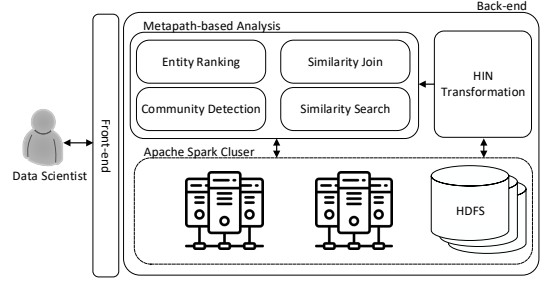 Back-end
Metapath-based Analysis
Entity Ranking
Similarity Join
HIN
Transformation
Community Detection
Similarity Search
Front-end
Data Scientist
Apache Spark Cluser
HDFS